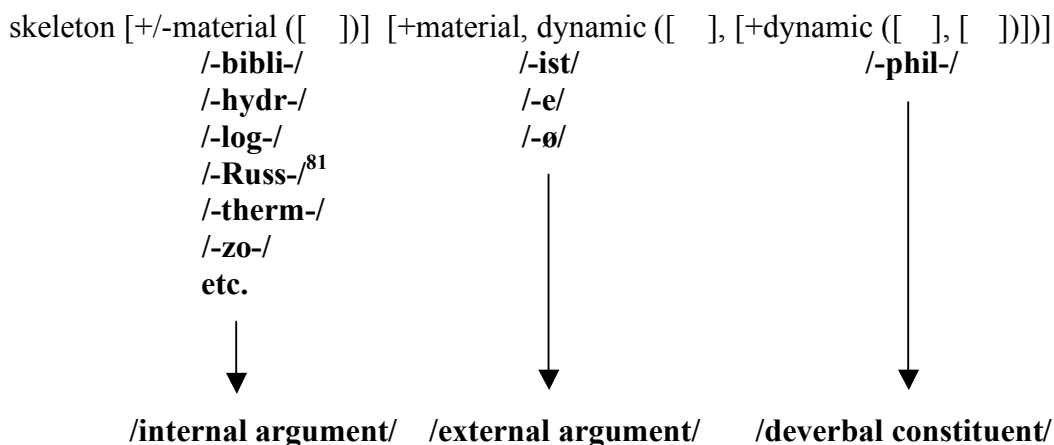 skeleton [+/-material ([ ])] [+material, dynamic ([ ], [+dynamic ([ ], [ ])])]
/-bibli-/ /-ist/ /-phil-/
/-hydr-/ /-e/
/-log-/ /-ø/
/-Russ-/81
/-therm-/
/-zo-/
etc.
/internal argument/ /external argument/ /deverbal constituent/